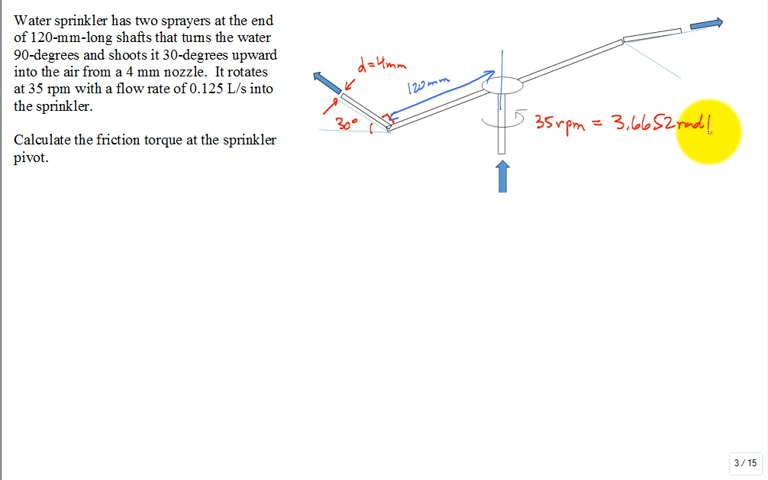 Water sprinkler has two sprayers at the end
of 120-mm-long shafts that turns the water
90-degrees and shoots it 30-degrees upward
into the air from a 4 mm nozzle.  It rotates
at 35 rpm with a flow rate of 0.125 L/s into
the sprinkler.
Calculate the friction torque at the sprinkler
pivot.
d=4mm
120mm
30°
35rpm = 3.6652 rad/
3 / 15